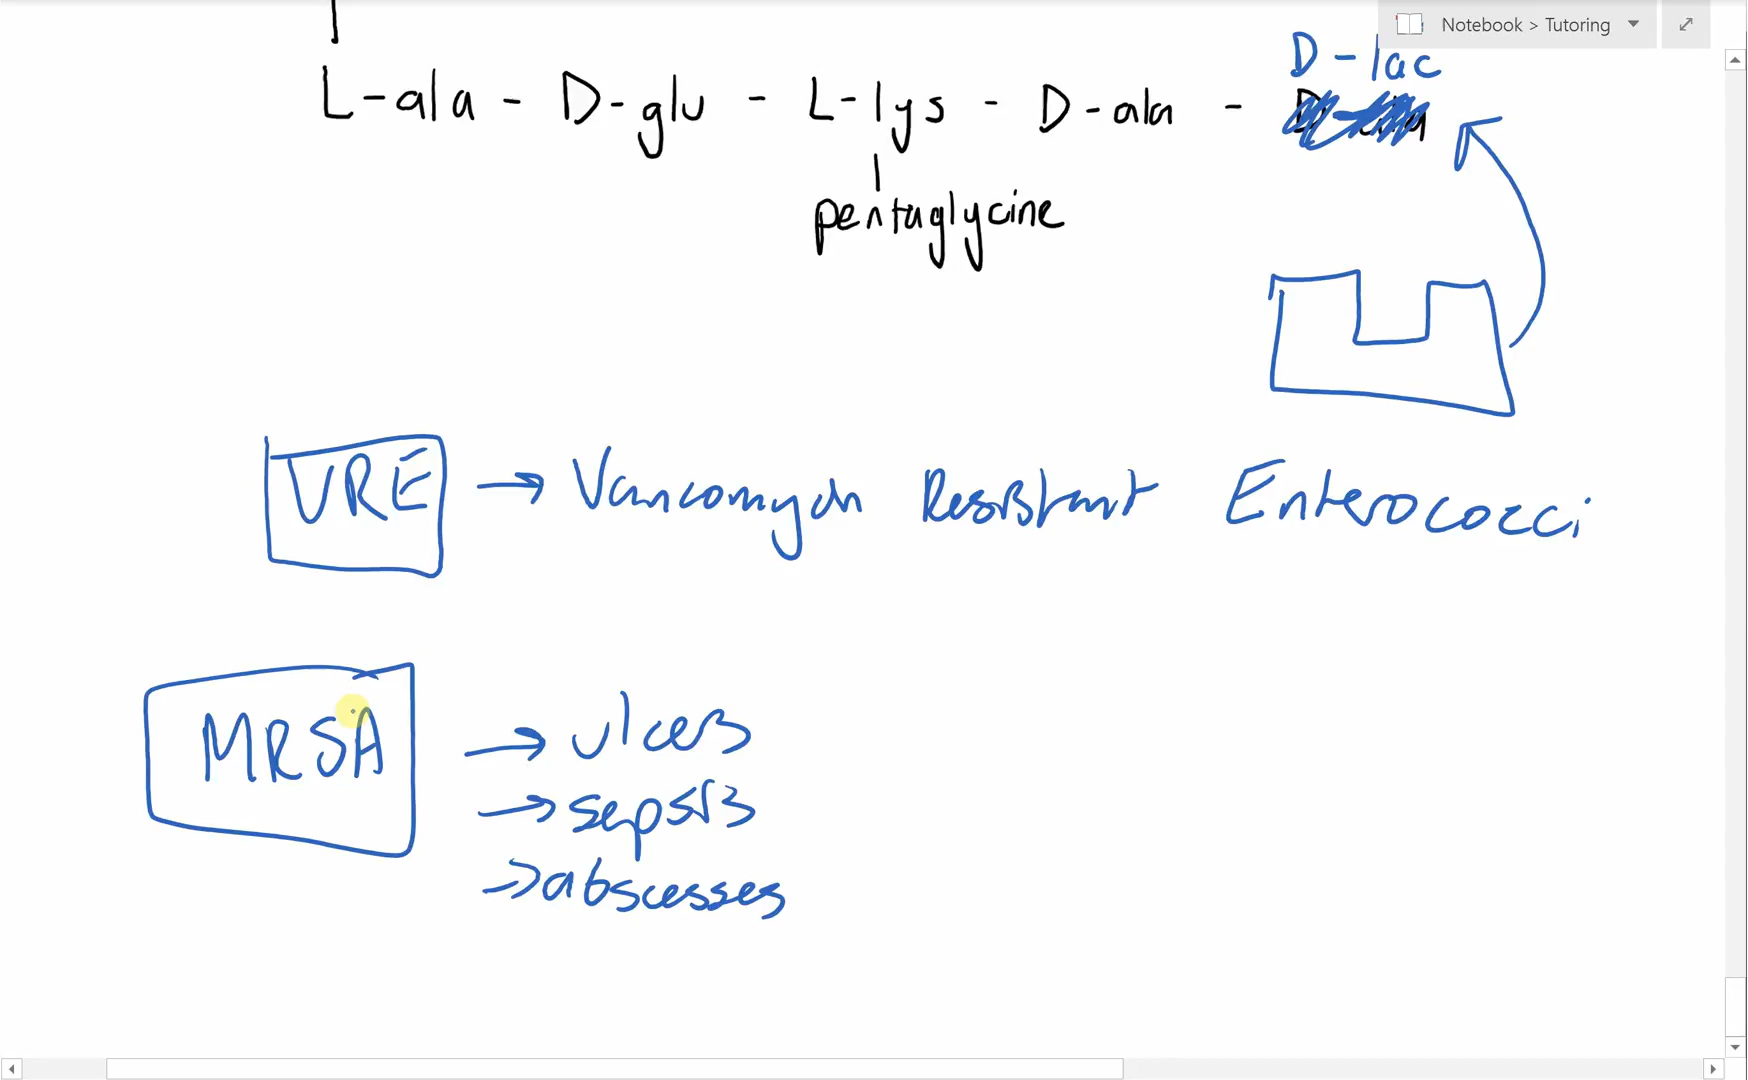 Notebook > Tutoring
D-lac
L-ala - D-glu - L-lys - D-ala -
pentaglycine
VRE → Vancomycin Resistant Enterococci
MRSA → ulcers
→ sepsis
→ abscesses